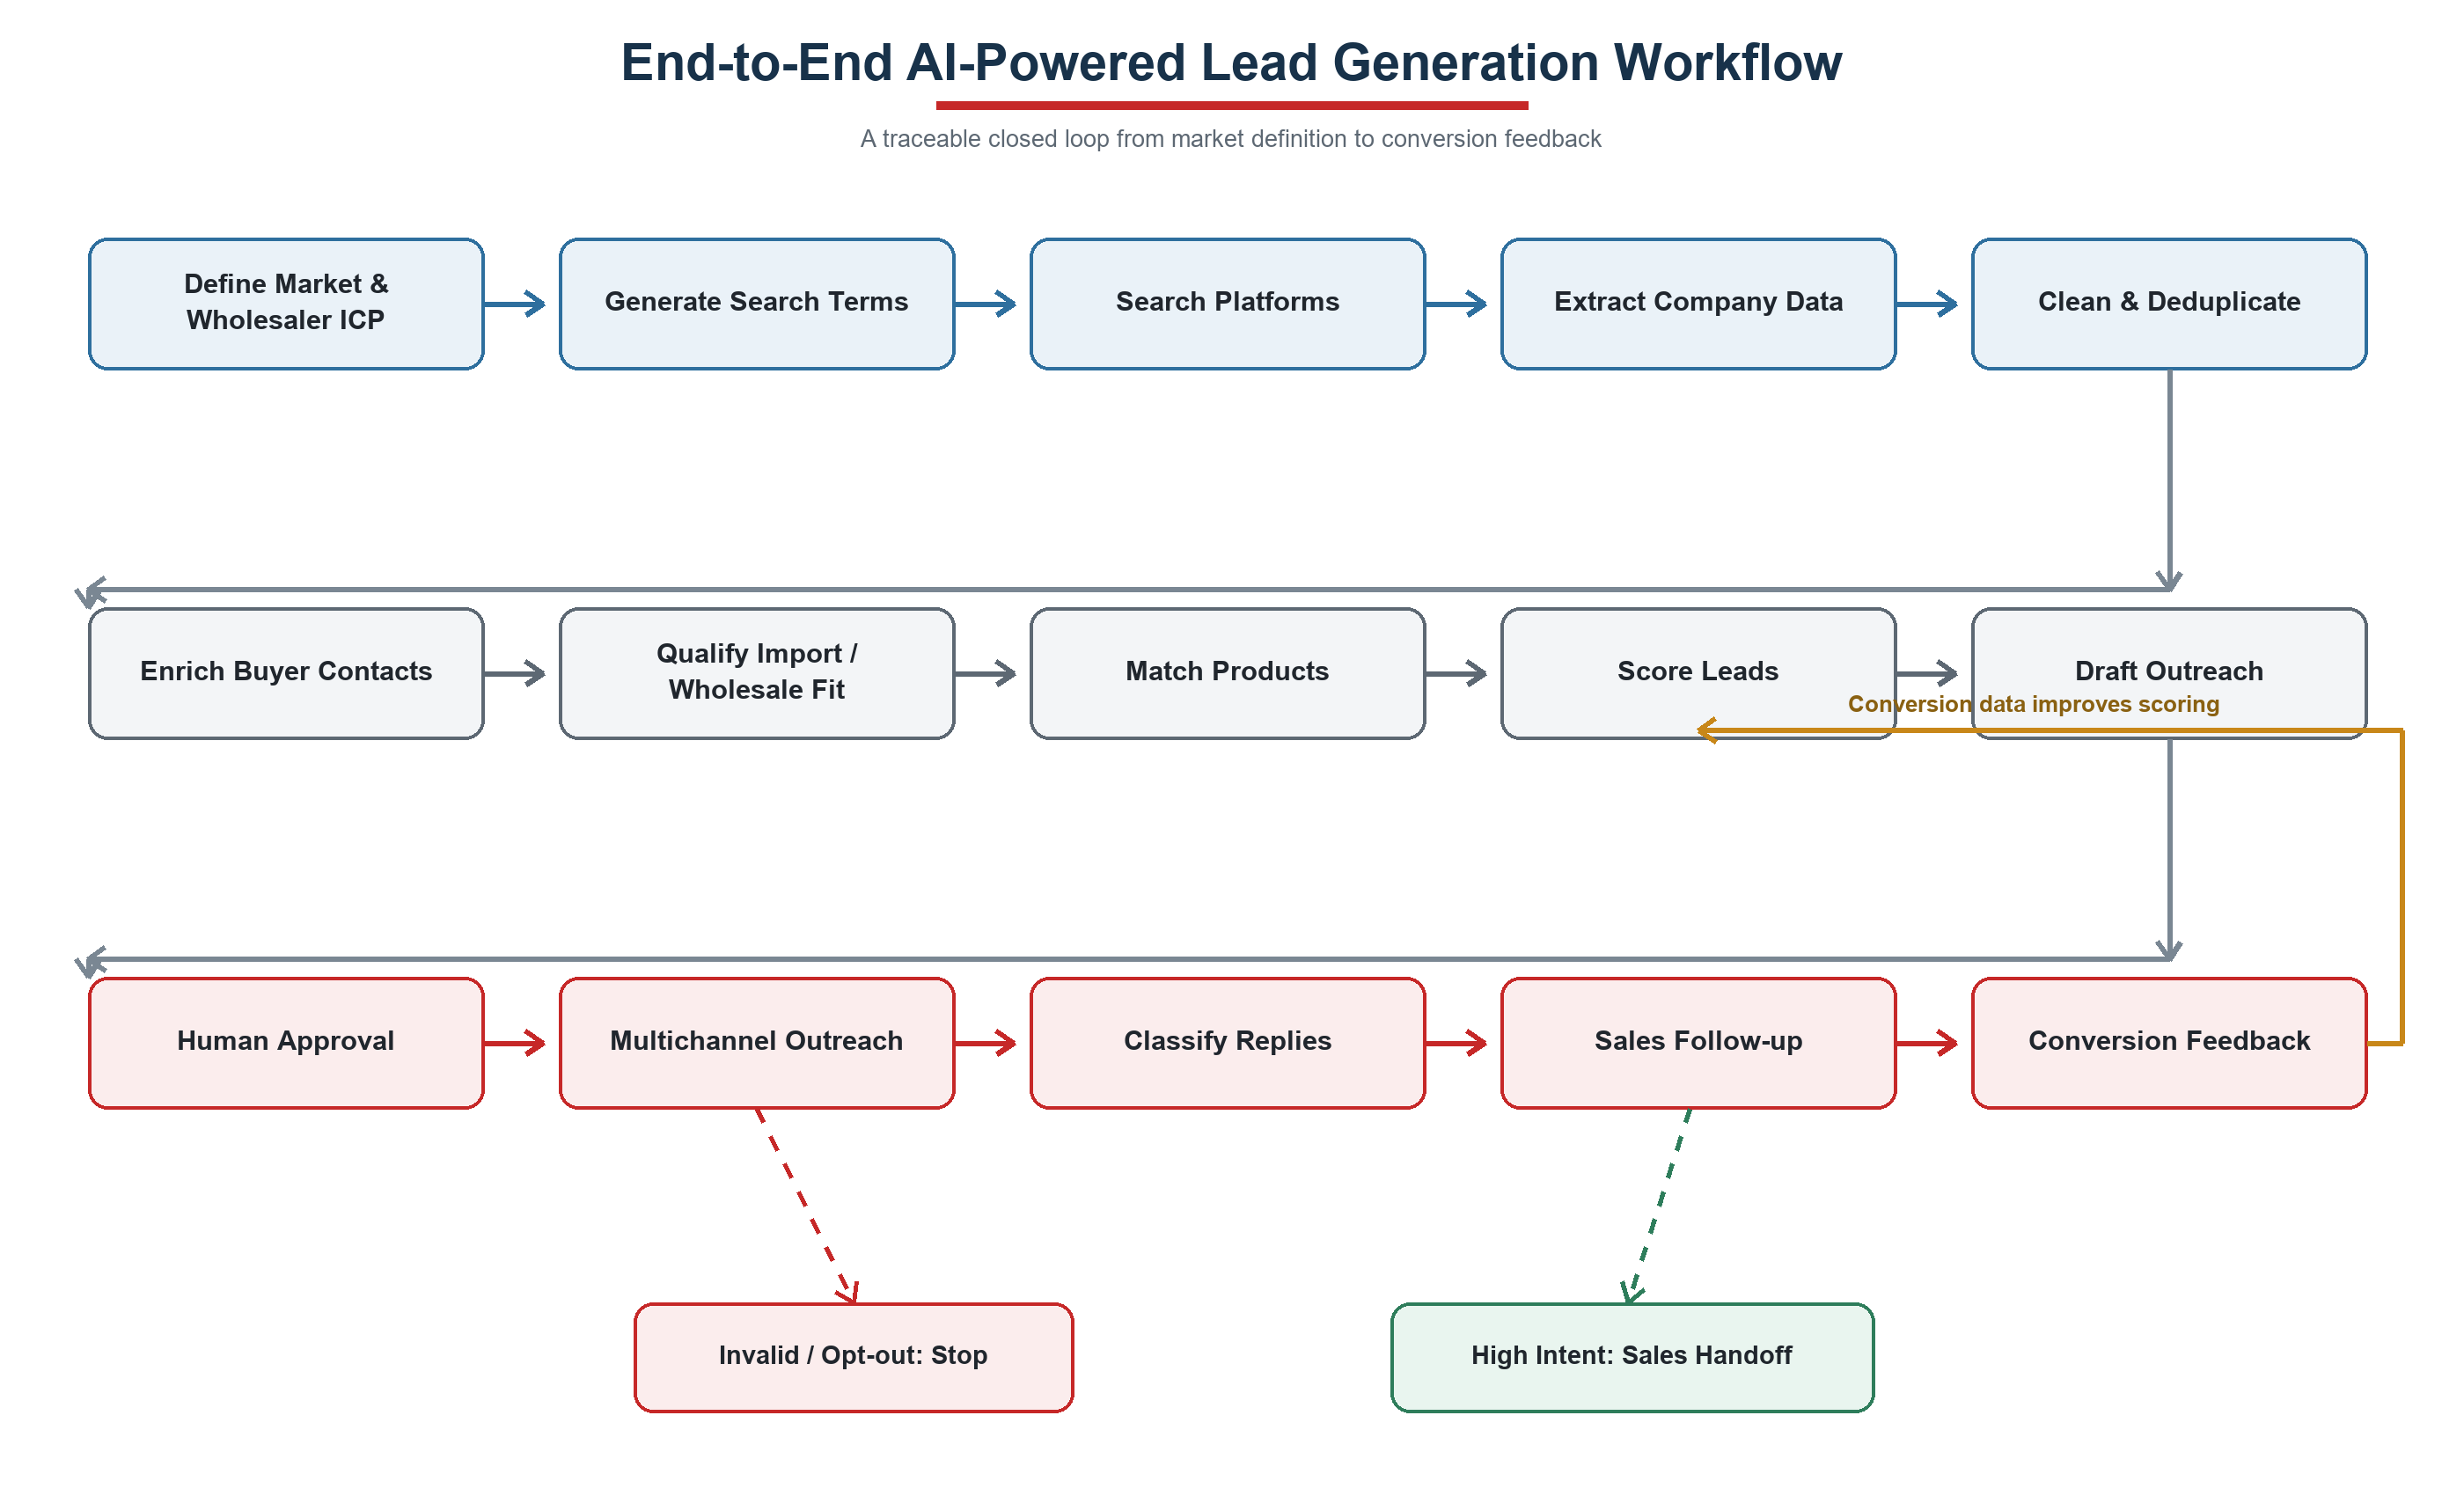 End-to-End AI-Powered Lead Generation Workflow
A traceable closed loop from market definition to conversion feedback
Define Market &
Wholesaler ICP
Generate Search Terms
Search Platforms
Extract Company Data
Clean & Deduplicate
Enrich Buyer Contacts
Qualify Import /
Wholesale Fit
Match Products
Score Leads
Draft Outreach
Conversion data improves scoring
Human Approval
Multichannel Outreach
Classify Replies
Sales Follow-up
Conversion Feedback
Invalid / Opt-out: Stop
High Intent: Sales Handoff